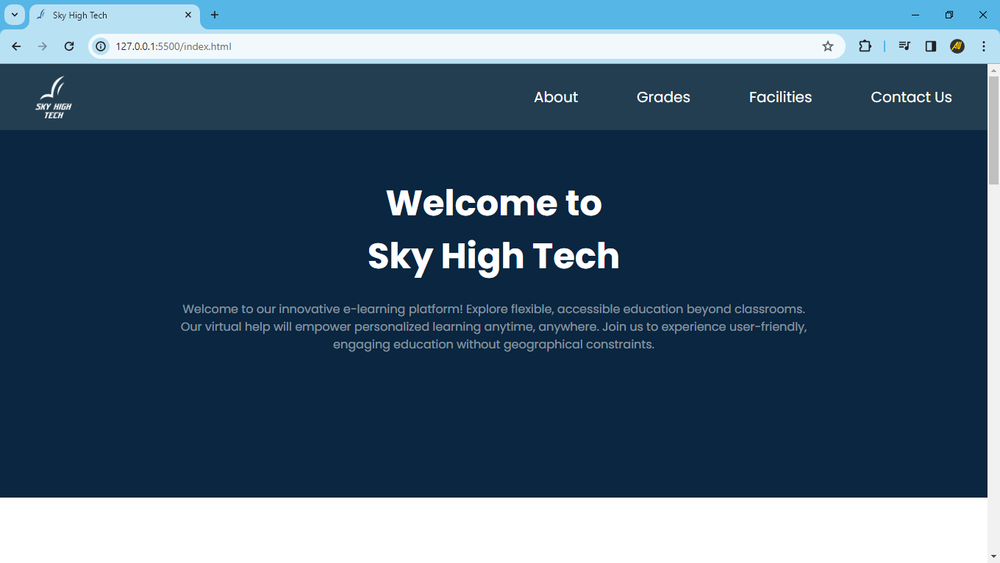 Sky High Tech
127.0.0.1:5500/index.html
SKY HIGH
TECH
About Grades Facilities Contact Us
Welcome to
Sky High Tech
Welcome to our innovative e-learning platform! Explore flexible, accessible education beyond classrooms.
Our virtual help will empower personalized learning anytime, anywhere. Join us to experience user-friendly,
engaging education without geographical constraints.